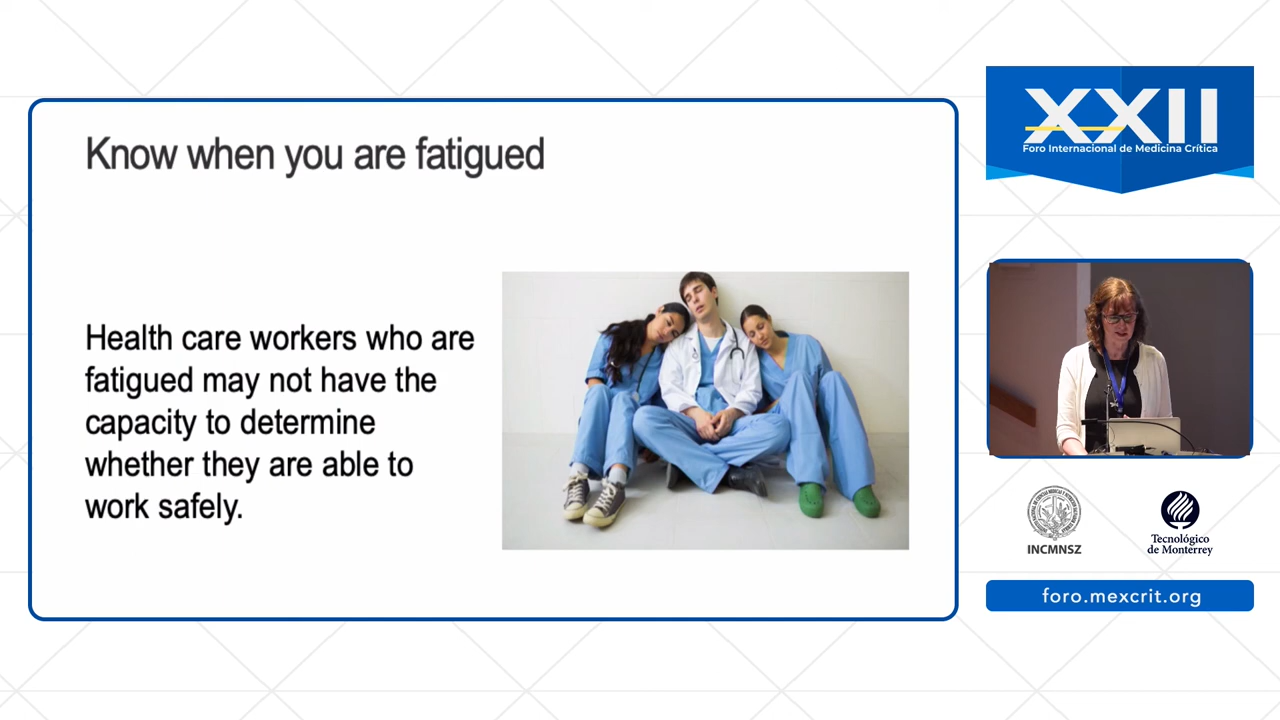 Know when you are fatigued
Health care workers who are
fatigued may not have the
capacity to determine
whether they are able to
work safely.
XXII
Foro Internacional de Medicina Crítica
INCMNSZ
Tecnológico
de Monterrey
foro.mexcrit.org